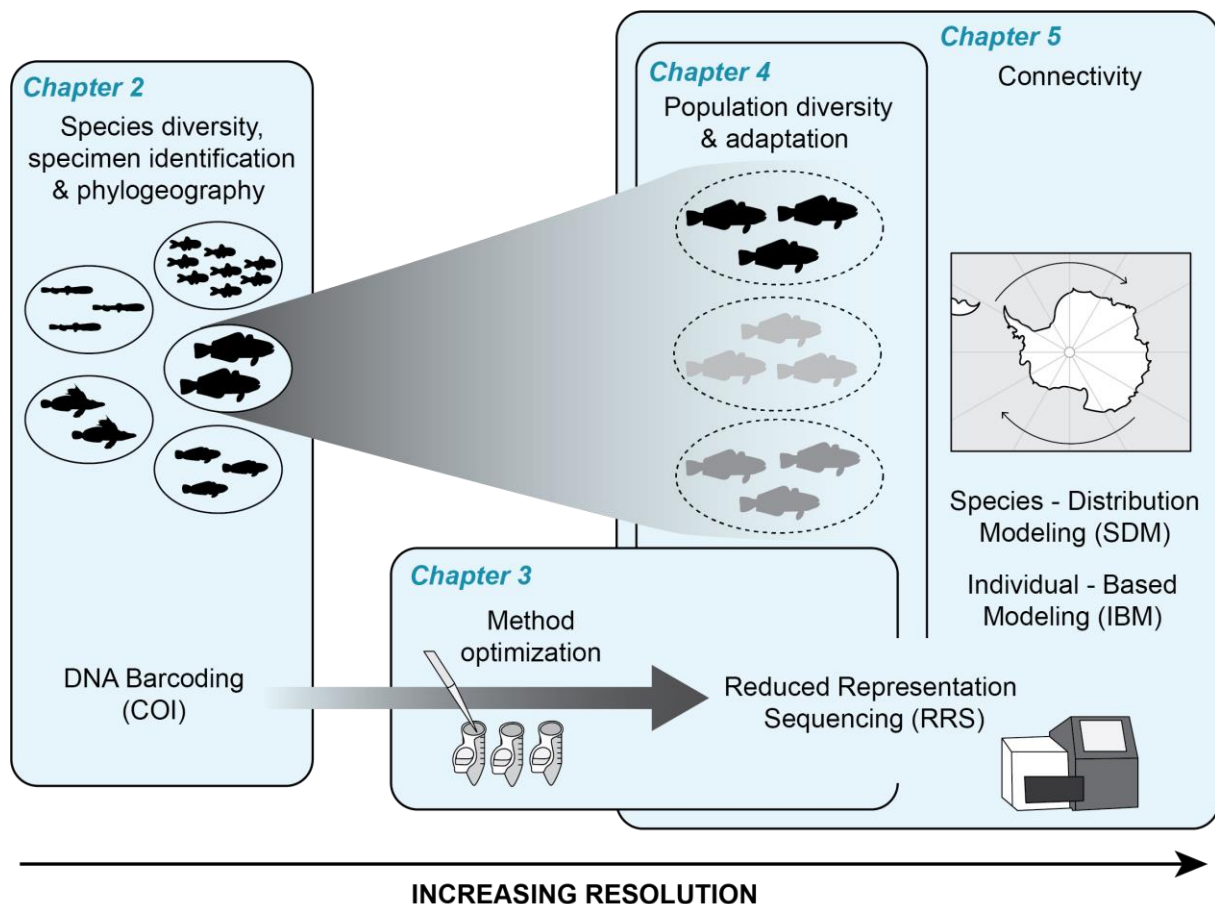 Chapter 2
Species diversity,
specimen identification
& phylogeography
DNA Barcoding
(COI)
Chapter 3
Method
optimization
Chapter 4
Population diversity
& adaptation
Reduced Representation
Sequencing (RRS)
Chapter 5
Connectivity
Species - Distribution
Modeling (SDM)
Individual - Based
Modeling (IBM)
INCREASING RESOLUTION